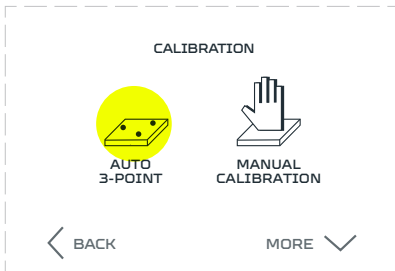 CALIBRATION
AUTO
3-POINT
MANUAL
CALIBRATION
BACK
MORE